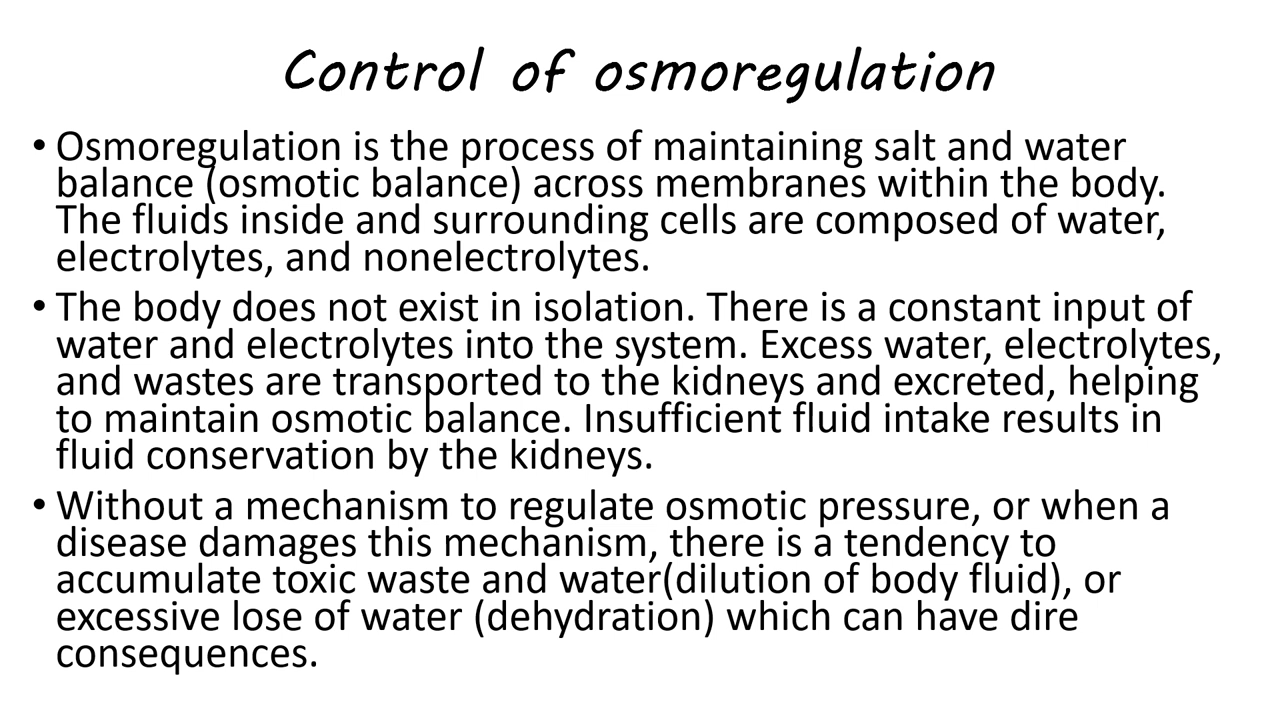 Control of osmoregulation
• Osmoregulation is the process of maintaining salt and water
balance (osmotic balance) across membranes within the body.
The fluids inside and surrounding cells are composed of water,
electrolytes, and nonelectrolytes.
• The body does not exist in isolation. There is a constant input of
water and electrolytes into the system. Excess water, electrolytes,
and wastes are transported to the kidneys and excreted, helping
to maintain osmotic balance. Insufficient fluid intake results in
fluid conservation by the kidneys.
• Without a mechanism to regulate osmotic pressure, or when a
disease damages this mechanism, there is a tendency to
accumulate toxic waste and water(dilution of body fluid), or
excessive lose of water (dehydration) which can have dire
consequences.